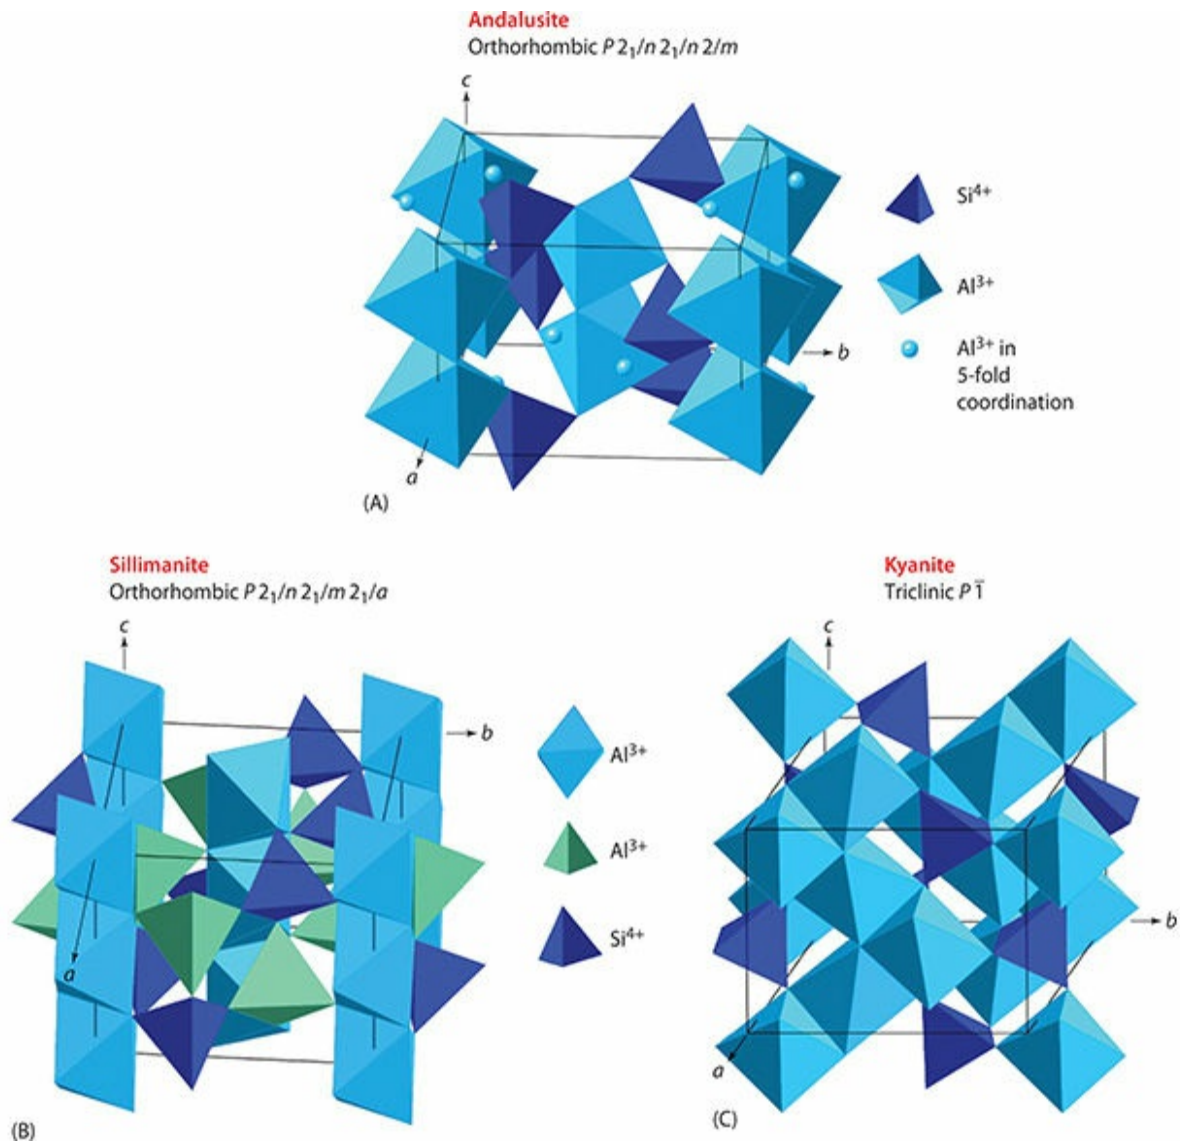 Andalusite
Orthorhombic P 2₁/n 2₁/n 2/m
c
Si⁴⁺
Al³⁺
Al³⁺ in
5-fold
coordination
b
a
(A)
Sillimanite
Orthorhombic P 2₁/n 2₁/m 2₁/a
c
b
Al³⁺
Al³⁺
Si⁴⁺
a
(B)
Kyanite
Triclinic P 1̅
c
b
a
(C)